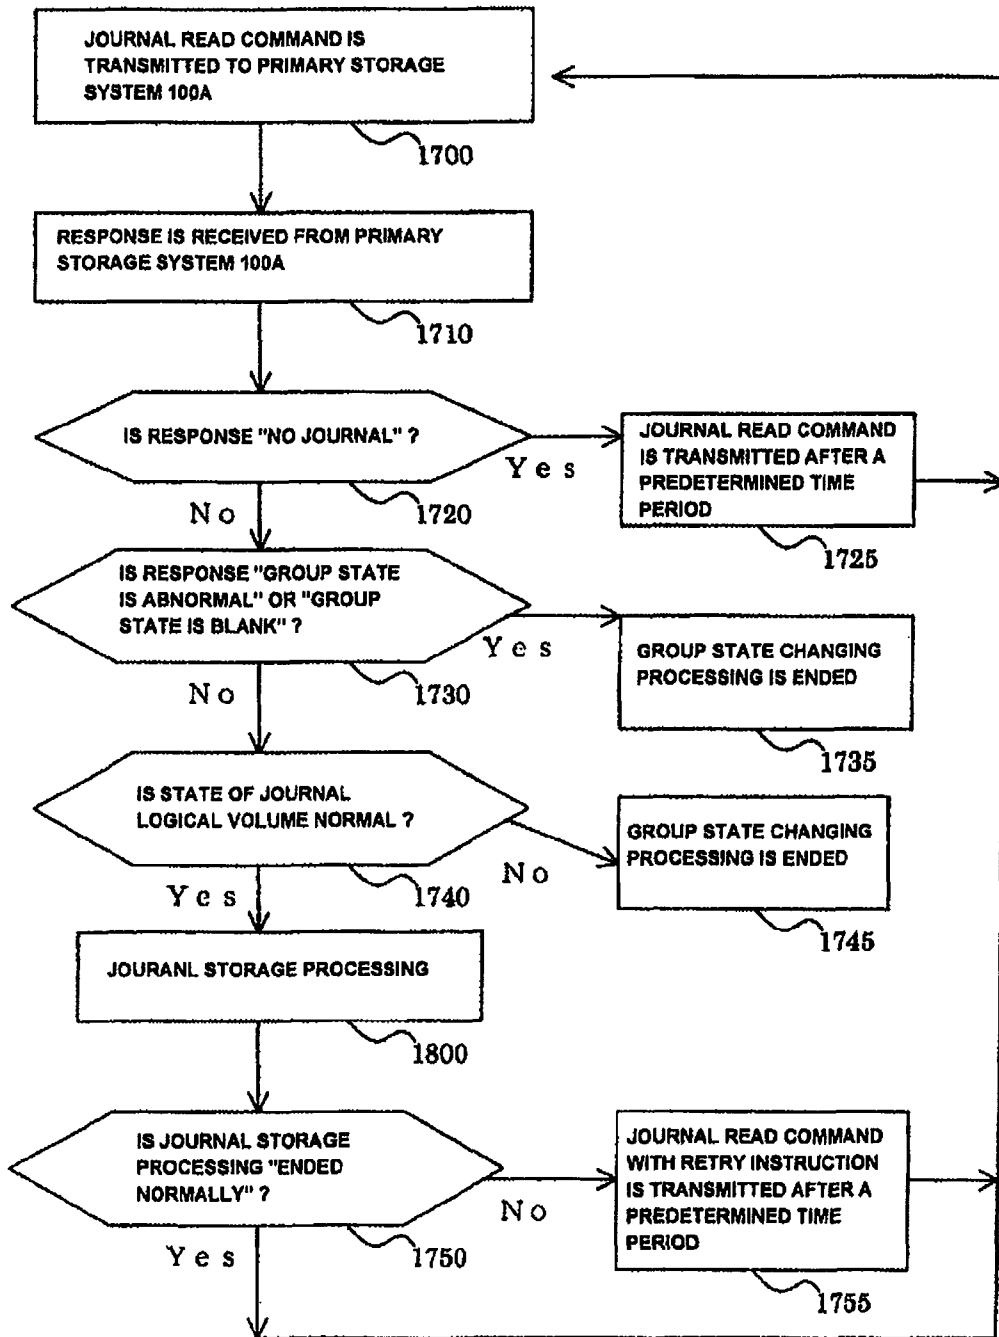 JOURNAL READ COMMAND IS
TRANSMITTED TO PRIMARY STORAGE
SYSTEM 100A
1700
RESPONSE IS RECEIVED FROM PRIMARY
STORAGE SYSTEM 100A
1710
IS RESPONSE "NO JOURNAL" ?
Yes
No
1720
JOURNAL READ COMMAND
IS TRANSMITTED AFTER A
PREDETERMINED TIME
PERIOD
1725
IS RESPONSE "GROUP STATE
IS ABNORMAL" OR "GROUP
STATE IS BLANK" ?
Yes
No
1730
GROUP STATE CHANGING
PROCESSING IS ENDED
1735
IS STATE OF JOURNAL
LOGICAL VOLUME NORMAL ?
No
Yes
1740
GROUP STATE CHANGING
PROCESSING IS ENDED
1745
JOURANL STORAGE PROCESSING
1800
IS JOURNAL STORAGE
PROCESSING "ENDED
NORMALLY" ?
No
Yes
1750
JOURNAL READ COMMAND
WITH RETRY INSTRUCTION
IS TRANSMITTED AFTER A
PREDETERMINED TIME
PERIOD
1755